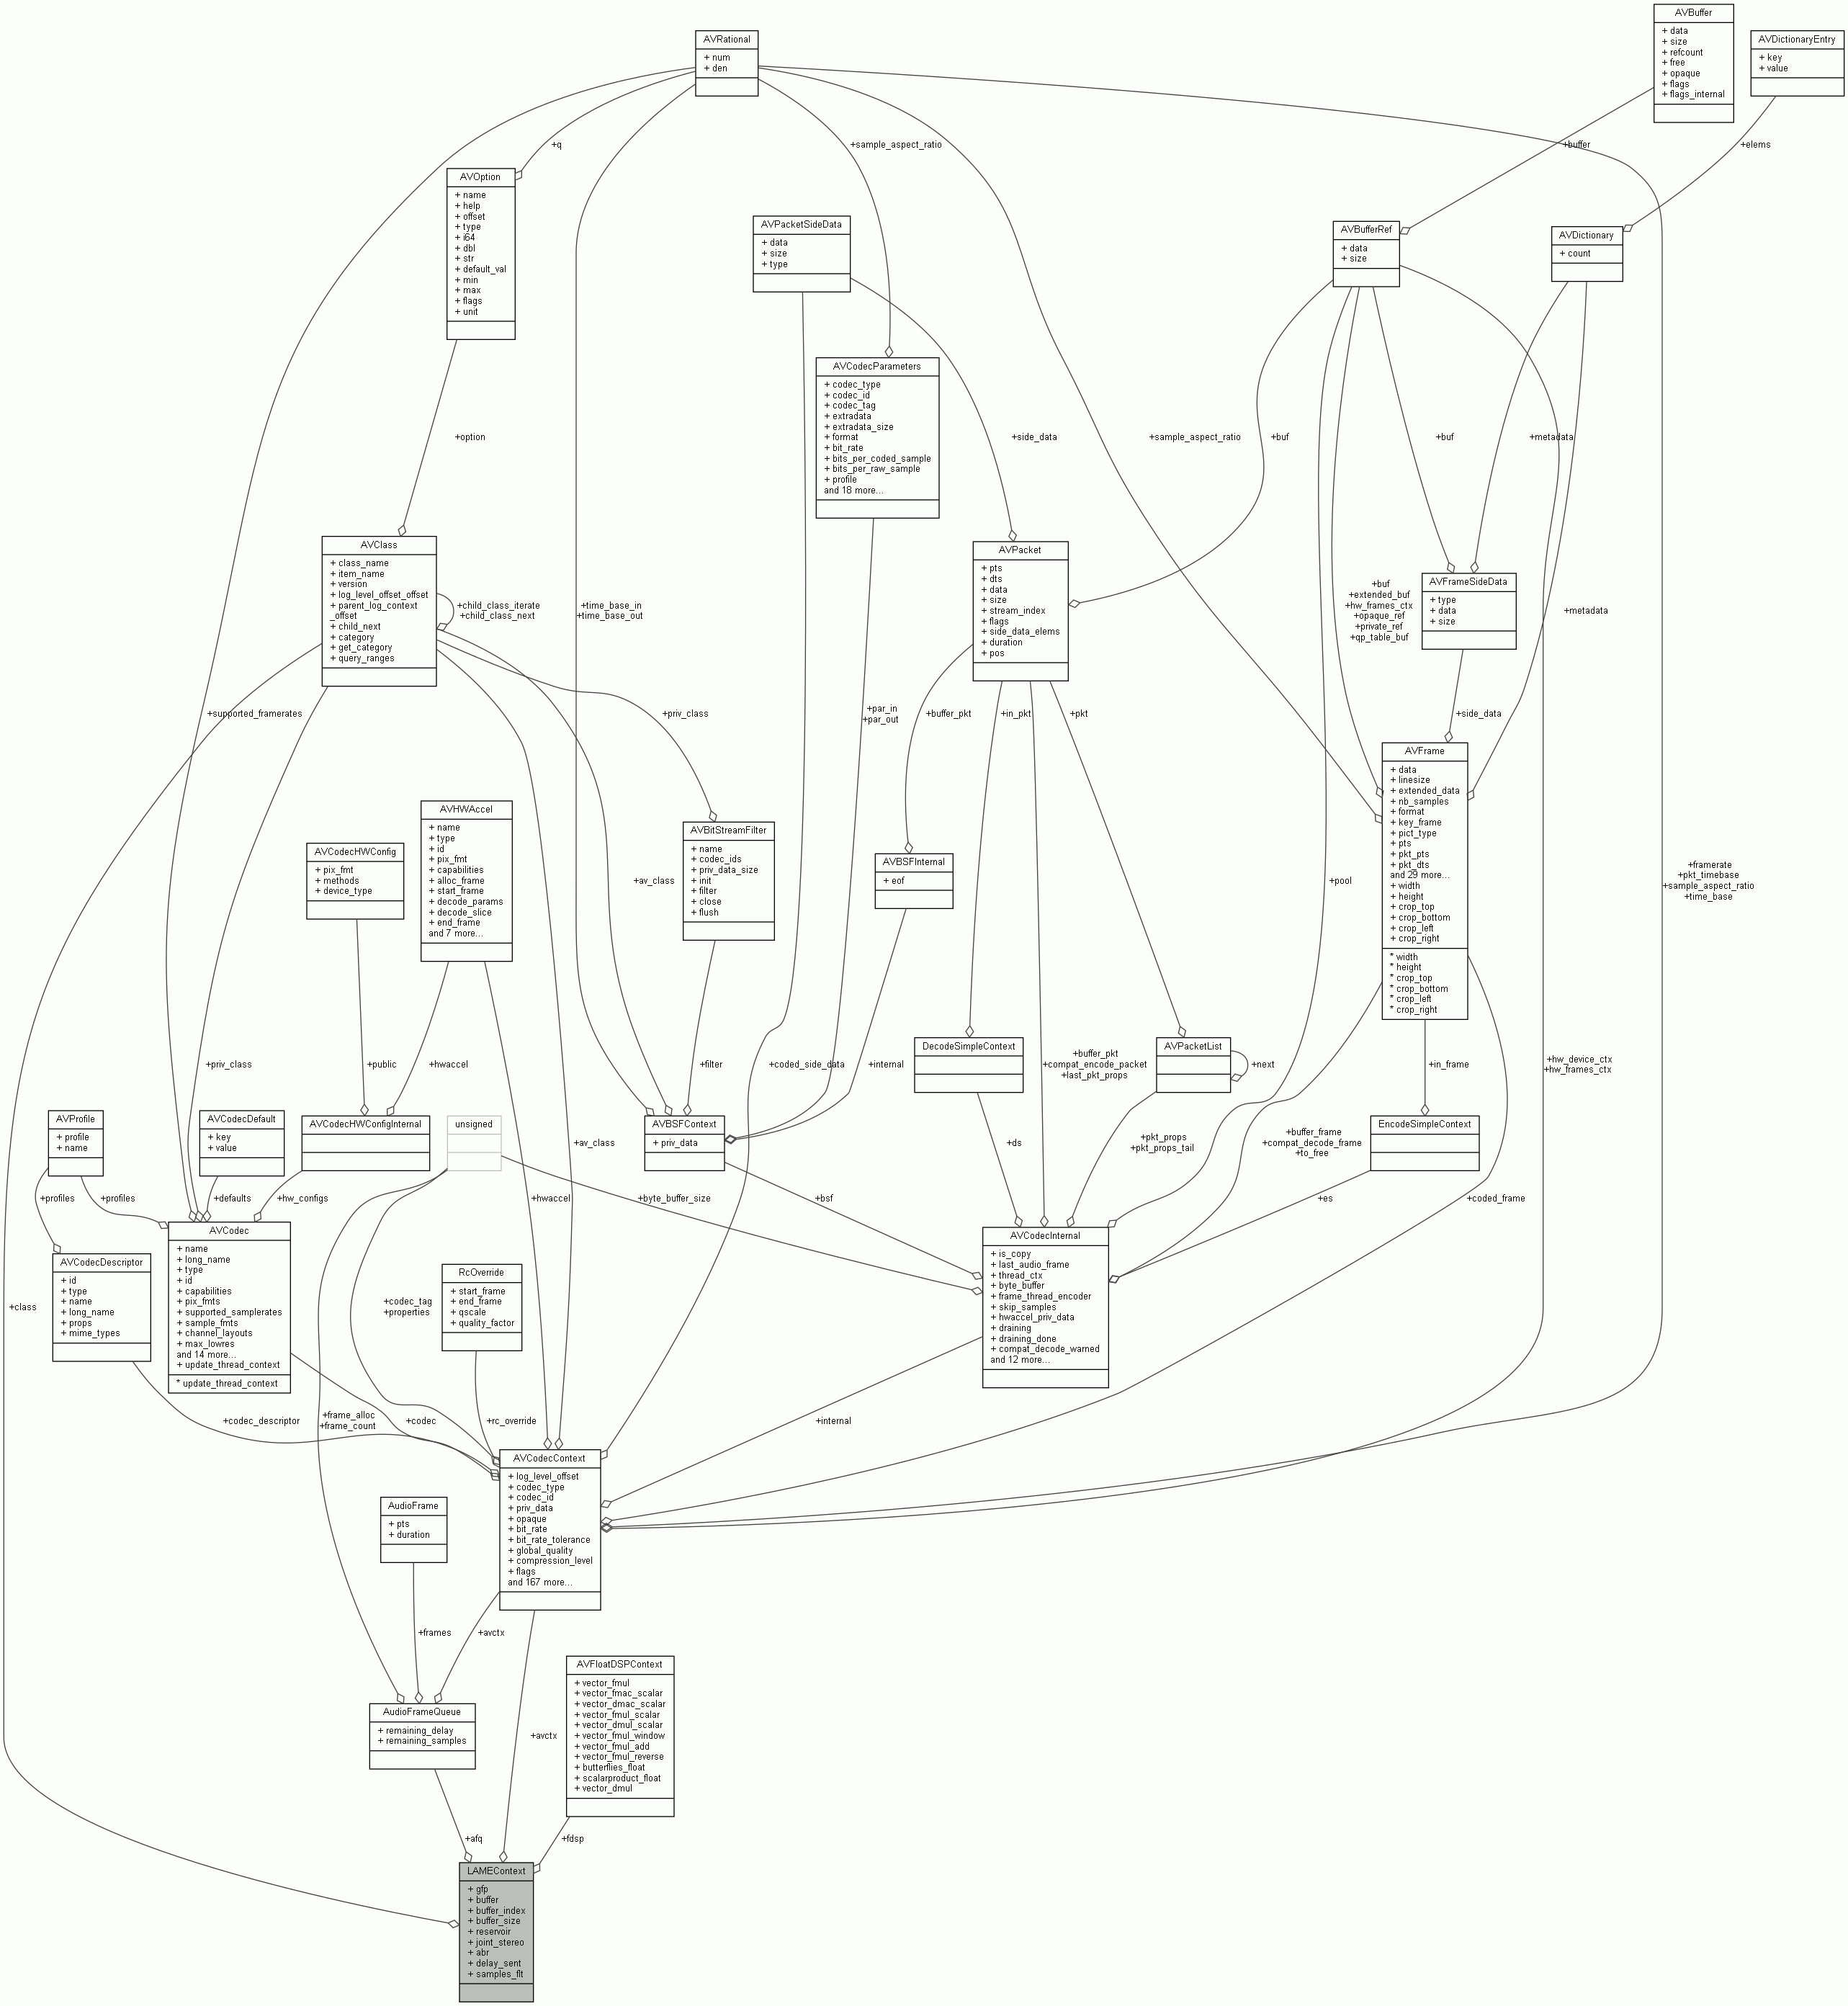 AVBuffer
+ data
+ size
+ refcount
+ free
+ opaque
+ flags
+ flags_internal
AVRational
+ num
+ den
AVDictionaryEntry
+ key
+ value
+q
+sample_aspect_ratio
+buffer
+elems
AVOption
+ name
+ help
+ offset
+ type
+ i64
+ dbl
+ str
+ default_val
+ min
+ max
+ flags
+ unit
AVPacketSideData
+ data
+ size
+ type
AVBufferRef
+ data
+ size
AVDictionary
+ count
AVCodecParameters
+ codec_type
+ codec_id
+ codec_tag
+ extradata
+ extradata_size
+ format
+ bit_rate
+ bits_per_coded_sample
+ bits_per_raw_sample
+ profile
and 18 more...
+option
+side_data
+sample_aspect_ratio
+buf
+buf
+metadata
AVClass
+ class_name
+ item_name
+ version
+ log_level_offset_offset
+ parent_log_context
_offset
+ child_next
+ category
+ get_category
+ query_ranges
+child_class_iterate
+child_class_next
+time_base_in
+time_base_out
AVPacket
+ pts
+ dts
+ data
+ size
+ stream_index
+ flags
+ side_data_elems
+ duration
+ pos
+buf
+extended_buf
+hw_frames_ctx
+opaque_ref
+private_ref
+qp_table_buf
AVFrameSideData
+ type
+ data
+ size
+metadata
+supported_framerates
+priv_class
+par_in
+par_out
+buffer_pkt
+in_pkt
+pkt
+side_data
AVFrame
+ data
+ linesize
+ extended_data
+ nb_samples
+ format
+ key_frame
+ pict_type
+ pts
+ pkt_pts
+ pkt_dts
and 29 more...
+ width
+ height
+ crop_top
+ crop_bottom
+ crop_left
+ crop_right
* width
* height
* crop_top
* crop_bottom
* crop_left
* crop_right
AVHWAccel
+ name
+ type
+ id
+ pix_fmt
+ capabilities
+ alloc_frame
+ start_frame
+ decode_params
+ decode_slice
+ end_frame
and 7 more...
AVCodecHWConfig
+ pix_fmt
+ methods
+ device_type
+av_class
AVBitStreamFilter
+ name
+ codec_ids
+ priv_data_size
+ init
+ filter
+ close
+ flush
AVBSFInternal
+ eof
+pool
+framerate
+pkt_timebase
+sample_aspect_ratio
+time_base
+priv_class
+public
+hwaccel
+filter
+coded_side_data
+internal
DecodeSimpleContext
+buffer_pkt
+compat_encode_packet
+last_pkt_props
AVPacketList
+next
+in_frame
+hw_device_ctx
+hw_frames_ctx
AVProfile
+ profile
+ name
AVCodecDefault
+ key
+ value
AVCodecHWConfigInternal
unsigned
AVBSFContext
+ priv_data
+av_class
+ds
+pkt_props
+pkt_props_tail
+buffer_frame
+compat_decode_frame
+to_free
EncodeSimpleContext
+profiles
+profiles
+defaults
+hw_configs
+hwaccel
+byte_buffer_size
+bsf
+es
+coded_frame
AVCodecDescriptor
+ id
+ type
+ name
+ long_name
+ props
+ mime_types
AVCodec
+ name
+ long_name
+ type
+ id
+ capabilities
+ pix_fmts
+ supported_samplerates
+ sample_fmts
+ channel_layouts
+ max_lowres
and 14 more...
+ update_thread_context
* update_thread_context
+class
+codec_tag
+properties
RcOverride
+ start_frame
+ end_frame
+ qscale
+ quality_factor
AVCodecInternal
+ is_copy
+ last_audio_frame
+ thread_ctx
+ byte_buffer
+ frame_thread_encoder
+ skip_samples
+ hwaccel_priv_data
+ draining
+ draining_done
+ compat_decode_warned
and 12 more...
+codec_descriptor
+frame_alloc
+frame_count
+codec
+rc_override
+internal
AVCodecContext
+ log_level_offset
+ codec_type
+ codec_id
+ priv_data
+ opaque
+ bit_rate
+ bit_rate_tolerance
+ global_quality
+ compression_level
+ flags
and 167 more...
AudioFrame
+ pts
+ duration
+frames
+avctx
AudioFrameQueue
+ remaining_delay
+ remaining_samples
+avctx
AVFloatDSPContext
+ vector_fmul
+ vector_fmac_scalar
+ vector_dmac_scalar
+ vector_fmul_scalar
+ vector_dmul_scalar
+ vector_fmul_window
+ vector_fmul_add
+ vector_fmul_reverse
+ butterflies_float
+ scalarproduct_float
+ vector_dmul
+afq
+fdsp
LAMEContext
+ gfp
+ buffer
+ buffer_index
+ buffer_size
+ reservoir
+ joint_stereo
+ abr
+ delay_sent
+ samples_flt